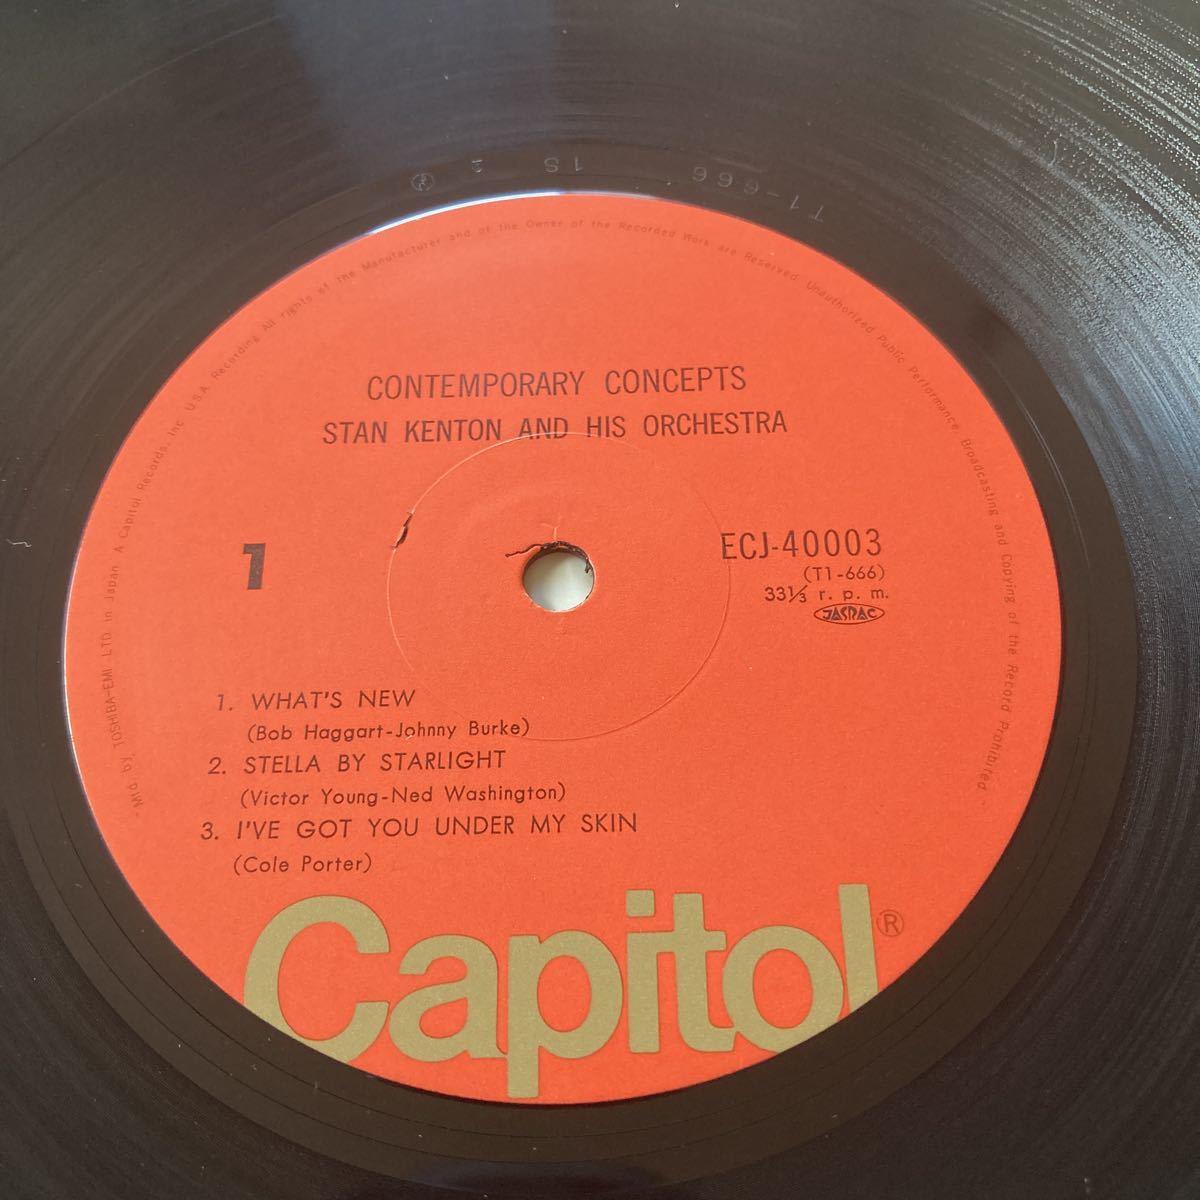 T1-666 1S 2
- Mfd by TOSHIBA-EMI LTD in Japan A Capitol Records, Inc U.S.A. Recording All rights of the Manufacturer and of the Owner of the Recorded Work are Reserved Unauthorized Public Performance, Broadcasting and Copying of the Record Prohibited -
CONTEMPORARY CONCEPTS
STAN KENTON AND HIS ORCHESTRA
1
ECJ-40003
(T1-666)
33⅓ r. p. m.
JASRAC
1. WHAT'S NEW
(Bob Haggart-Johnny Burke)
2. STELLA BY STARLIGHT
(Victor Young-Ned Washington)
3. I'VE GOT YOU UNDER MY SKIN
(Cole Porter)
Capitol®